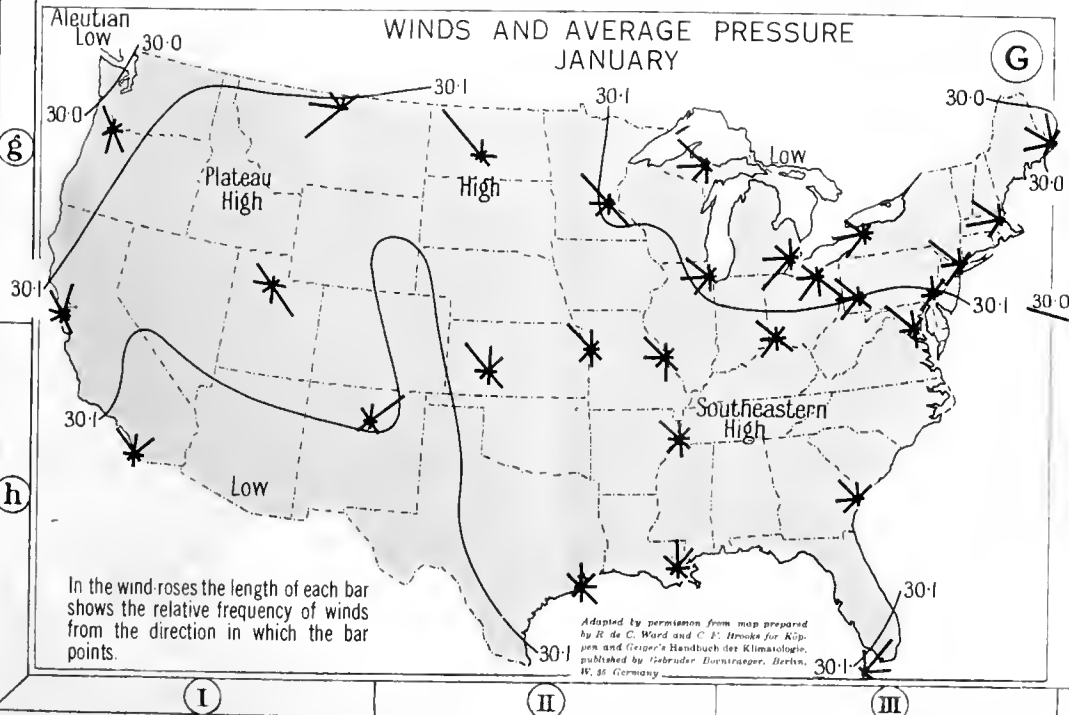 WINDS AND AVERAGE PRESSURE
JANUARY
G
Aleutian
Low
30·0
30·0
30·1
30·1
30·0
30·0
g
Plateau
High
High
Low
30·1
30·1
30·0
30·1
Southeastern
High
h
Low
In the wind·roses the length of each bar
shows the relative frequency of winds
from the direction in which the bar
points.
Adapted by permission from map prepared
by R. de C. Ward and C. F. Brooks for Köp-
pen and Geiger's Handbuch der Klimatologie,
published by Gebruder Borntraeger, Berlin,
W. 35 Germany
30·1
30·1
30·1
I
II
III